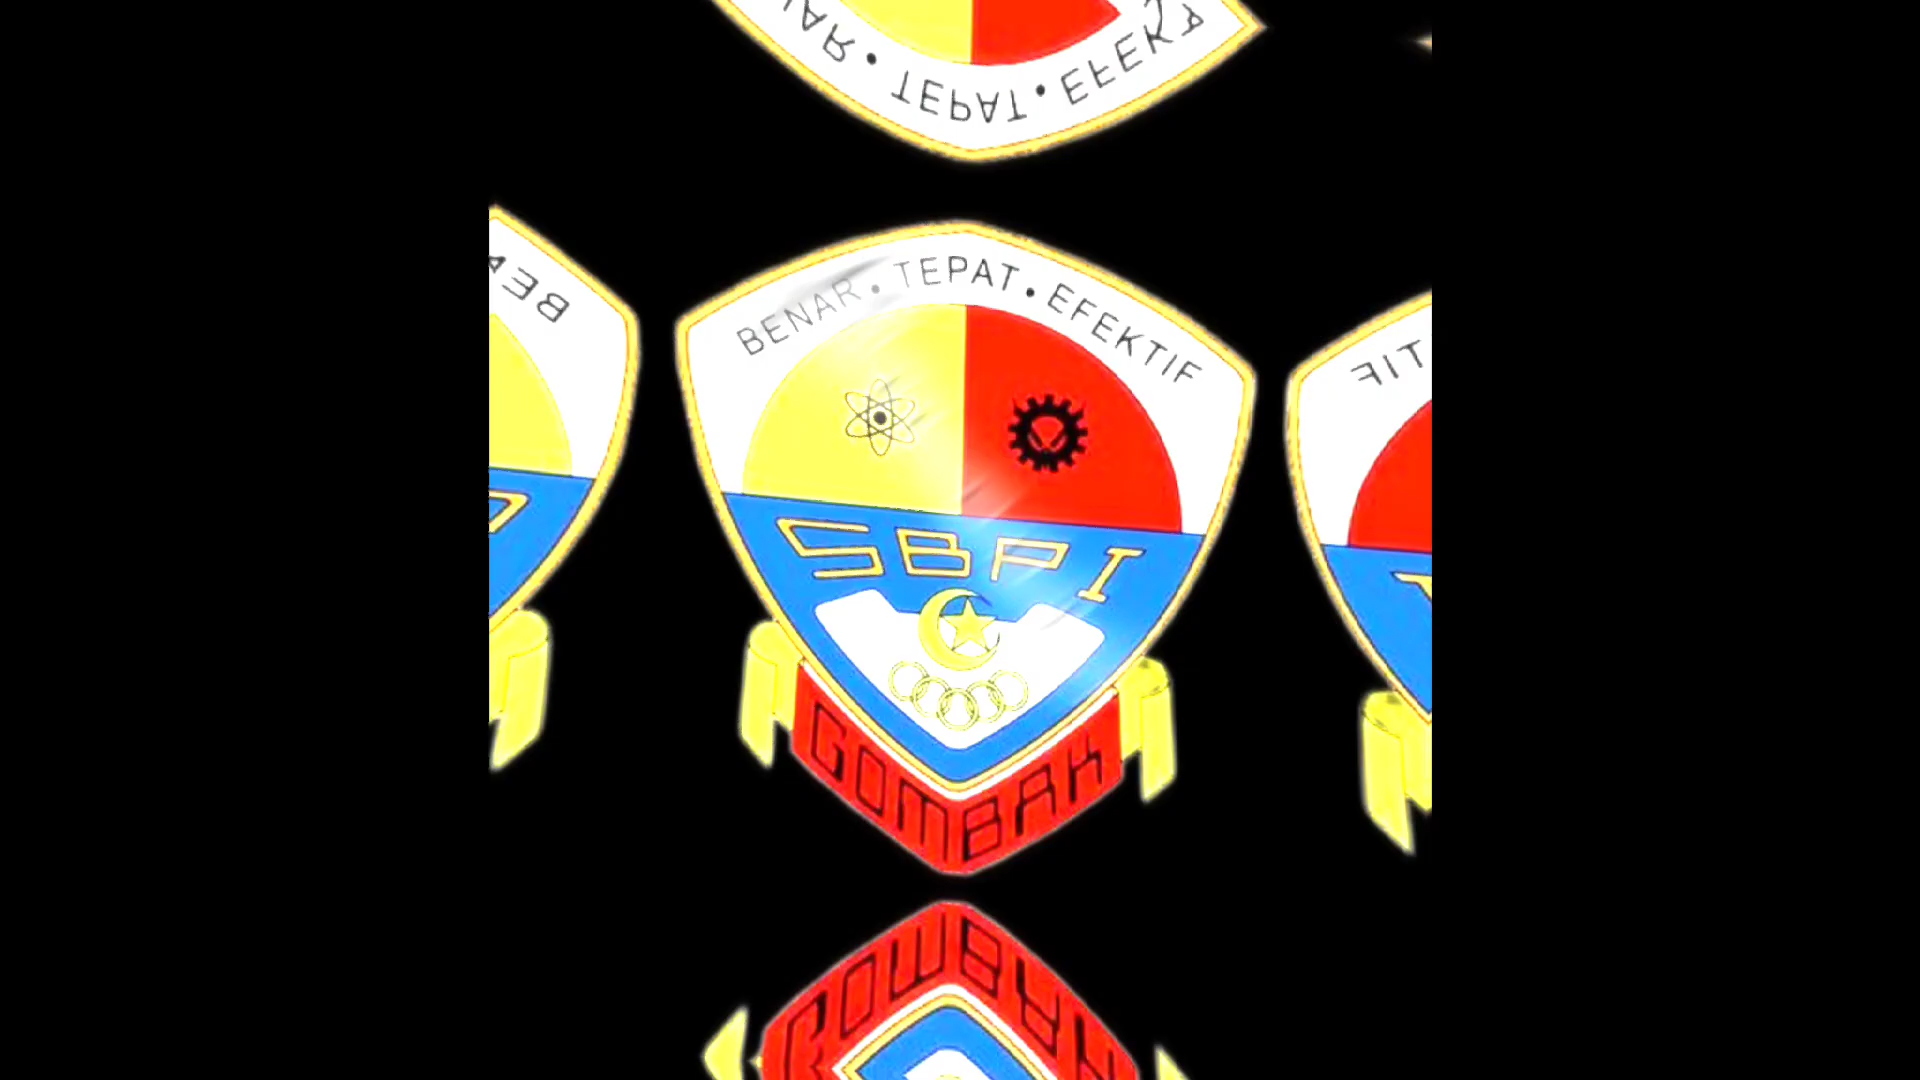 BENAR • TEPAT • EFEKTIF
SBPI
GOMBAK